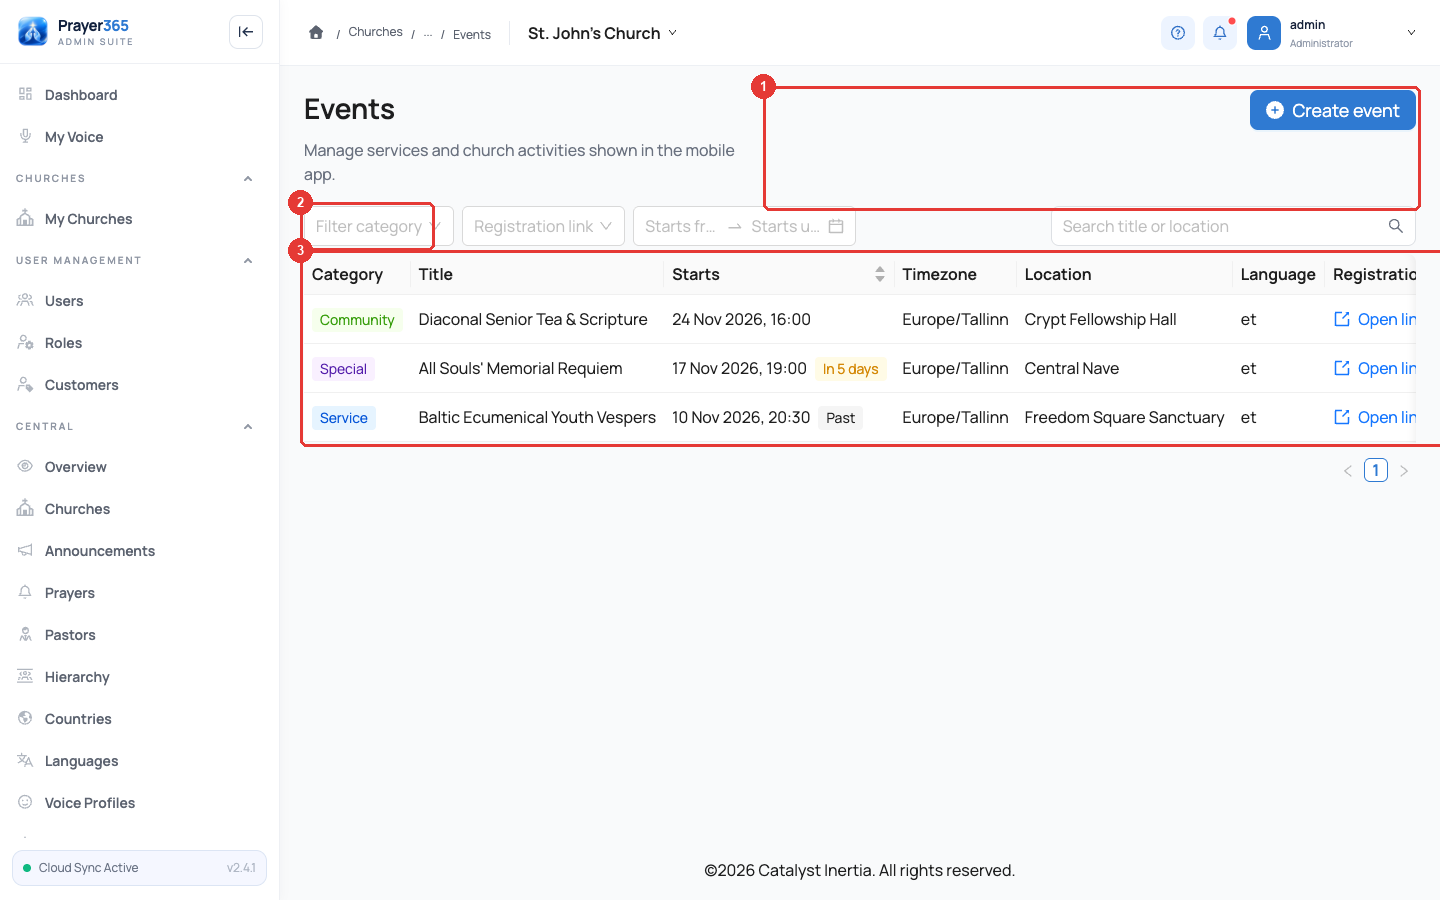 Prayer365
ADMIN SUITE
/ Churches / ... / Events
St. John's Church
admin
Administrator
Dashboard
My Voice
CHURCHES
My Churches
USER MANAGEMENT
Users
Roles
Customers
CENTRAL
Overview
Churches
Announcements
Prayers
Pastors
Hierarchy
Countries
Languages
Voice Profiles
Cloud Sync Active v2.4.1
1
Events
Create event
Manage services and church activities shown in the mobile
app.
2
Filter category Registration link Starts fr... Starts u... Search title or location
3
Category Title Starts Timezone Location Language Registratio
Community Diaconal Senior Tea & Scripture 24 Nov 2026, 16:00 Europe/Tallinn Crypt Fellowship Hall et Open lin
Special All Souls' Memorial Requiem 17 Nov 2026, 19:00 In 5 days Europe/Tallinn Central Nave et Open lin
Service Baltic Ecumenical Youth Vespers 10 Nov 2026, 20:30 Past Europe/Tallinn Freedom Square Sanctuary et Open lin
1
©2026 Catalyst Inertia. All rights reserved.